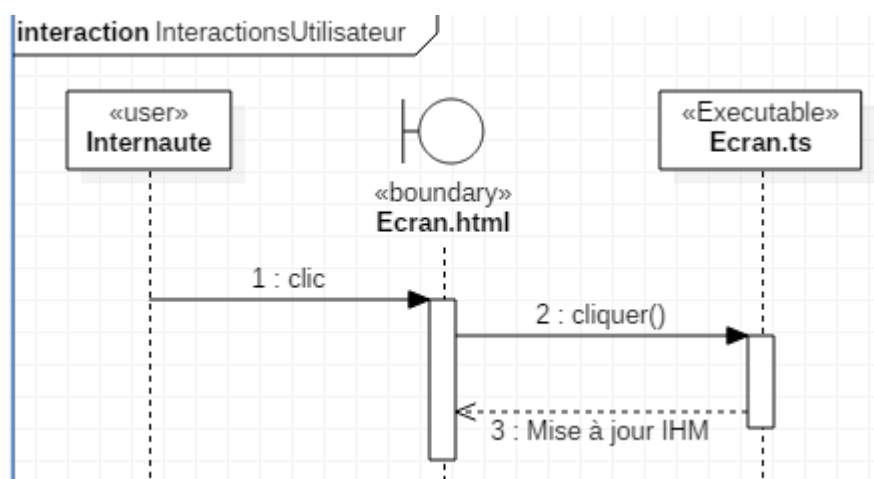 interaction InteractionsUtilisateur
«user»
Internaute
«boundary»
Ecran.html
«Executable»
Ecran.ts
1 : clic
2 : cliquer()
3 : Mise à jour IHM